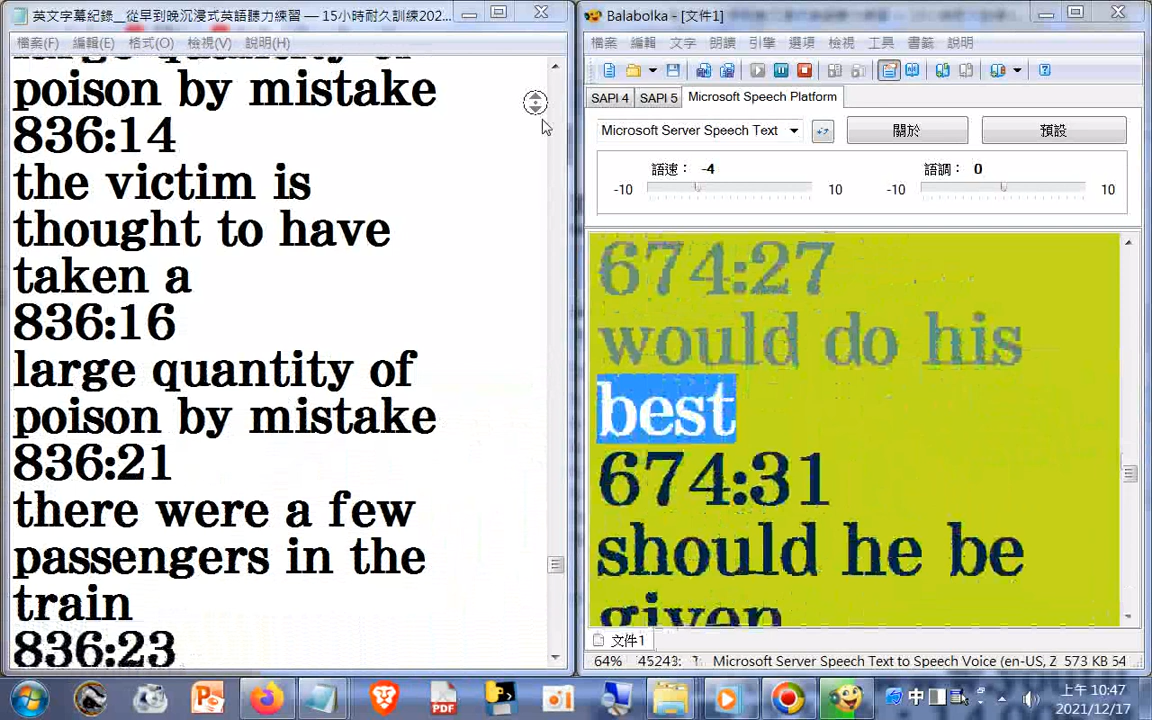 英文字幕紀錄__從早到晚沉浸式英語聽力練習 — 15小時耐久訓練202...
檔案(F) 編輯(E) 格式(O) 檢視(V) 說明(H)
large quantity of
poison by mistake
836:14
the victim is
thought to have
taken a
836:16
large quantity of
poison by mistake
836:21
there were a few
passengers in the
train
836:23
Balabolka - [文件1]
檔案 編輯 文字 朗讀 引擎 選項 檢視 工具 書籤 說明
SAPI 4 SAPI 5 Microsoft Speech Platform
Microsoft Server Speech Text 關於 預設
語速： -4 語調： 0
-10 10 -10 10
674:27
would do his
best
674:31
should he be
given
文件1
64% 45243: Microsoft Server Speech Text to Speech Voice (en-US, Z 573 KB 54
中
上午 10:47
2021/12/17